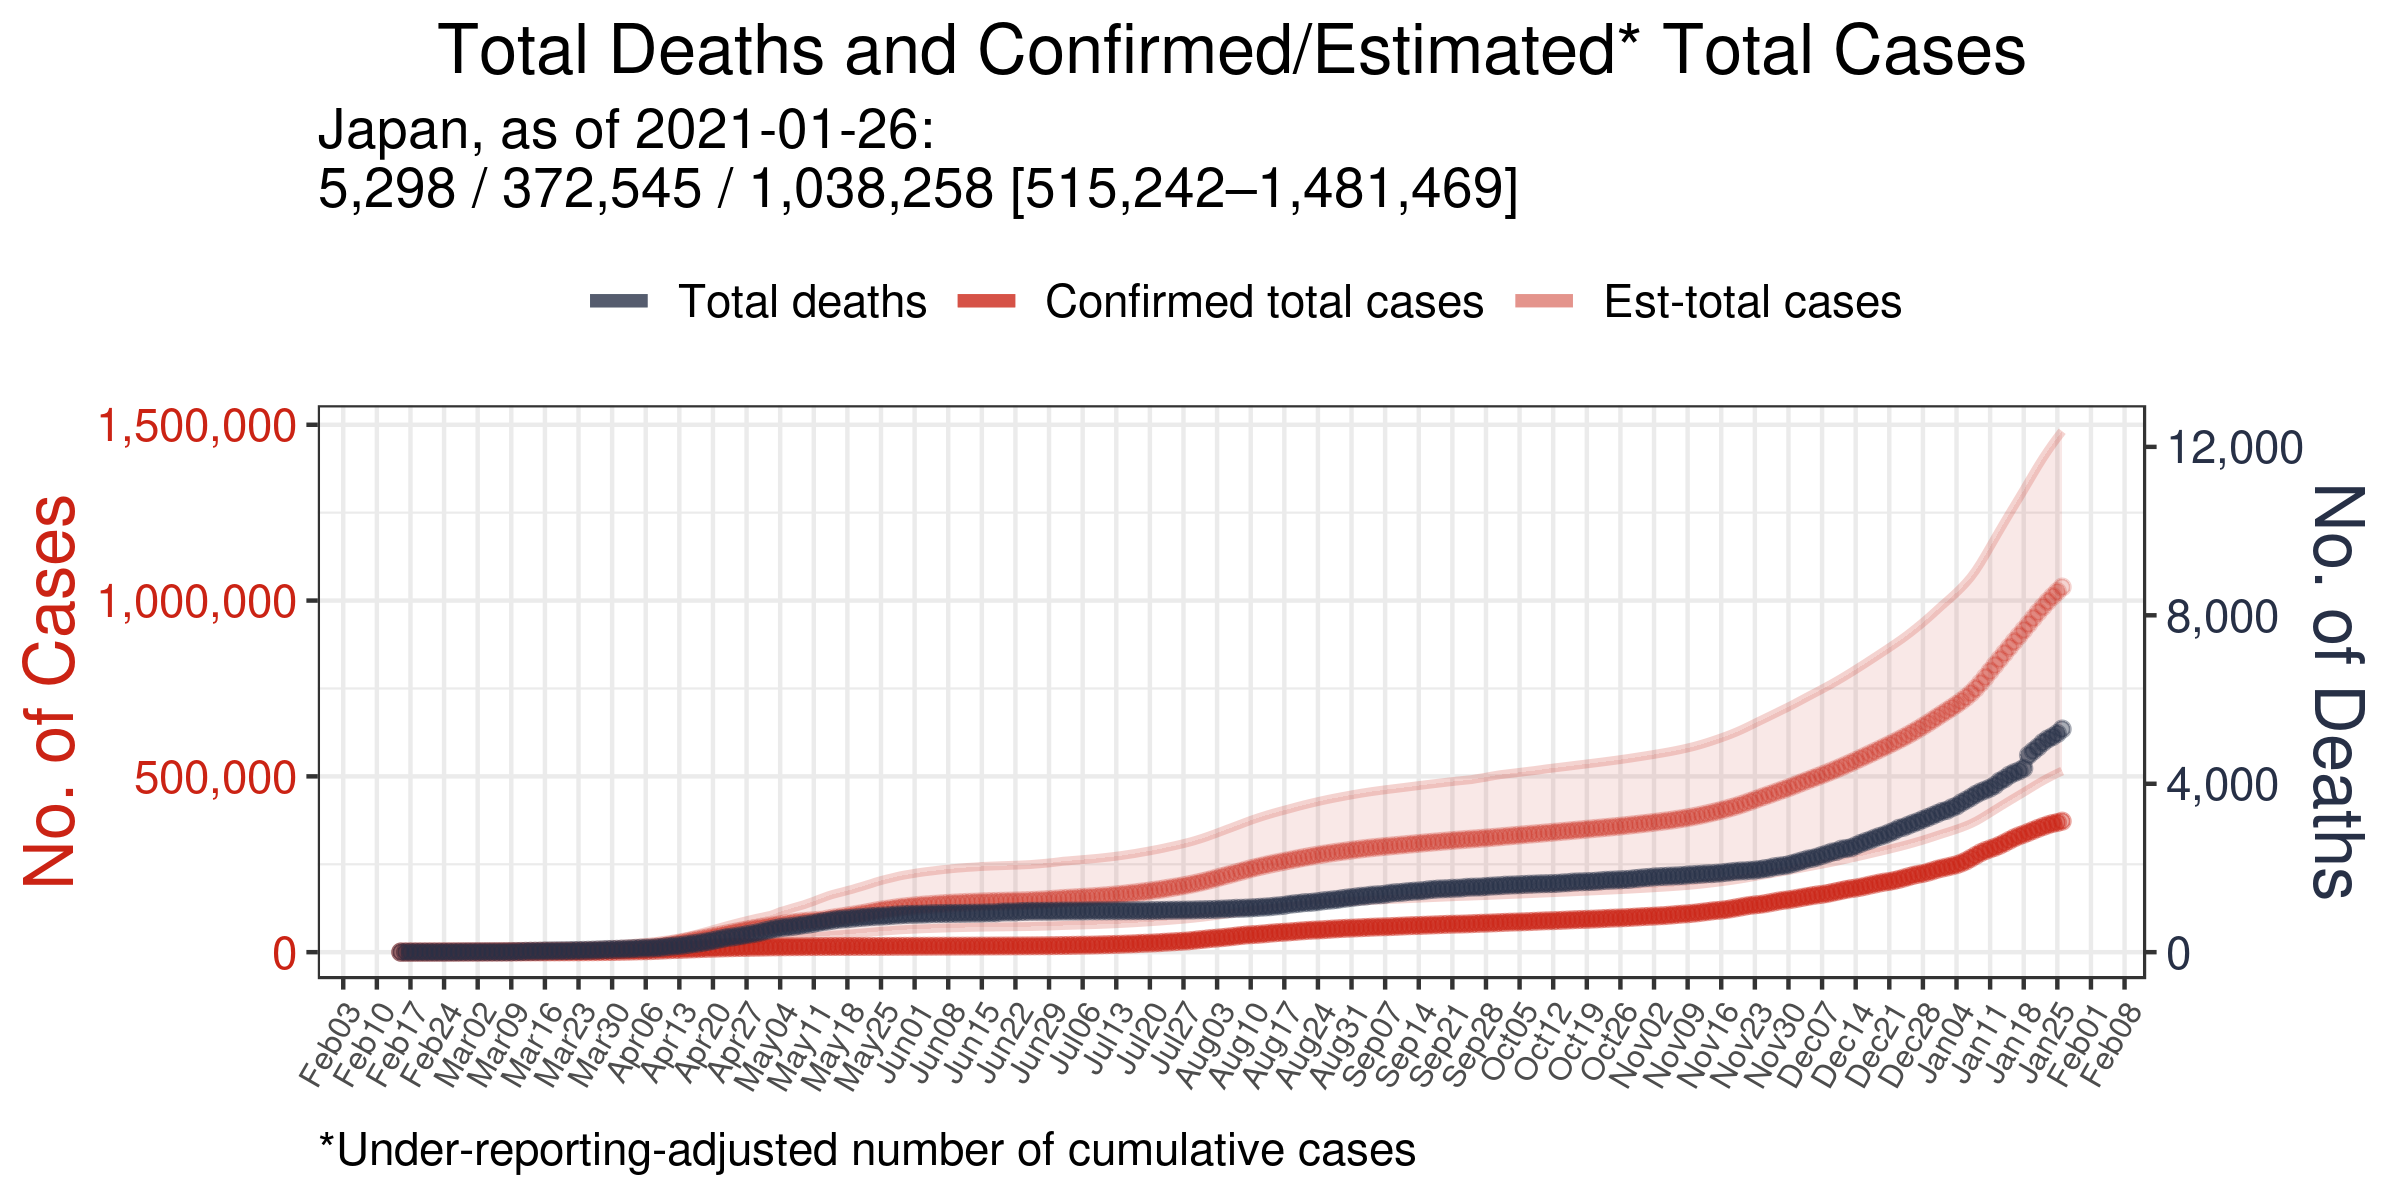 Total Deaths and Confirmed/Estimated* Total Cases
Japan, as of 2021-01-26:
5,298 / 372,545 / 1,038,258 [515,242–1,481,469]
Total deaths
Confirmed total cases
Est-total cases
No. of Cases
1,500,000
1,000,000
500,000
0
12,000
8,000
4,000
0
No. of Deaths
Feb03
Feb10
Feb17
Feb24
Mar02
Mar09
Mar16
Mar23
Mar30
Apr06
Apr13
Apr20
Apr27
May04
May11
May18
May25
Jun01
Jun08
Jun15
Jun22
Jun29
Jul06
Jul13
Jul20
Jul27
Aug03
Aug10
Aug17
Aug24
Aug31
Sep07
Sep14
Sep21
Sep28
Oct05
Oct12
Oct19
Oct26
Nov02
Nov09
Nov16
Nov23
Nov30
Dec07
Dec14
Dec21
Dec28
Jan04
Jan11
Jan18
Jan25
Feb01
Feb08
*Under-reporting-adjusted number of cumulative cases